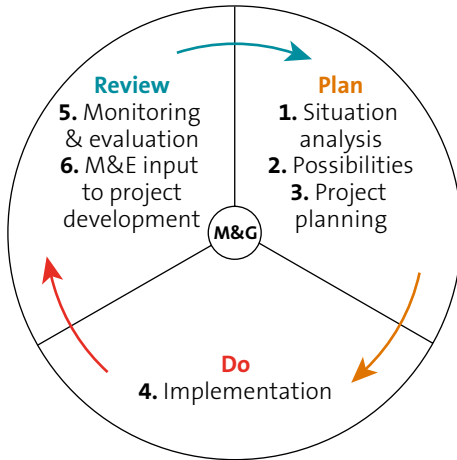 Review
5. Monitoring
& evaluation
6. M&E input
to project
development
Plan
1. Situation
analysis
2. Possibilities
3. Project
planning
M&G
Do
4. Implementation